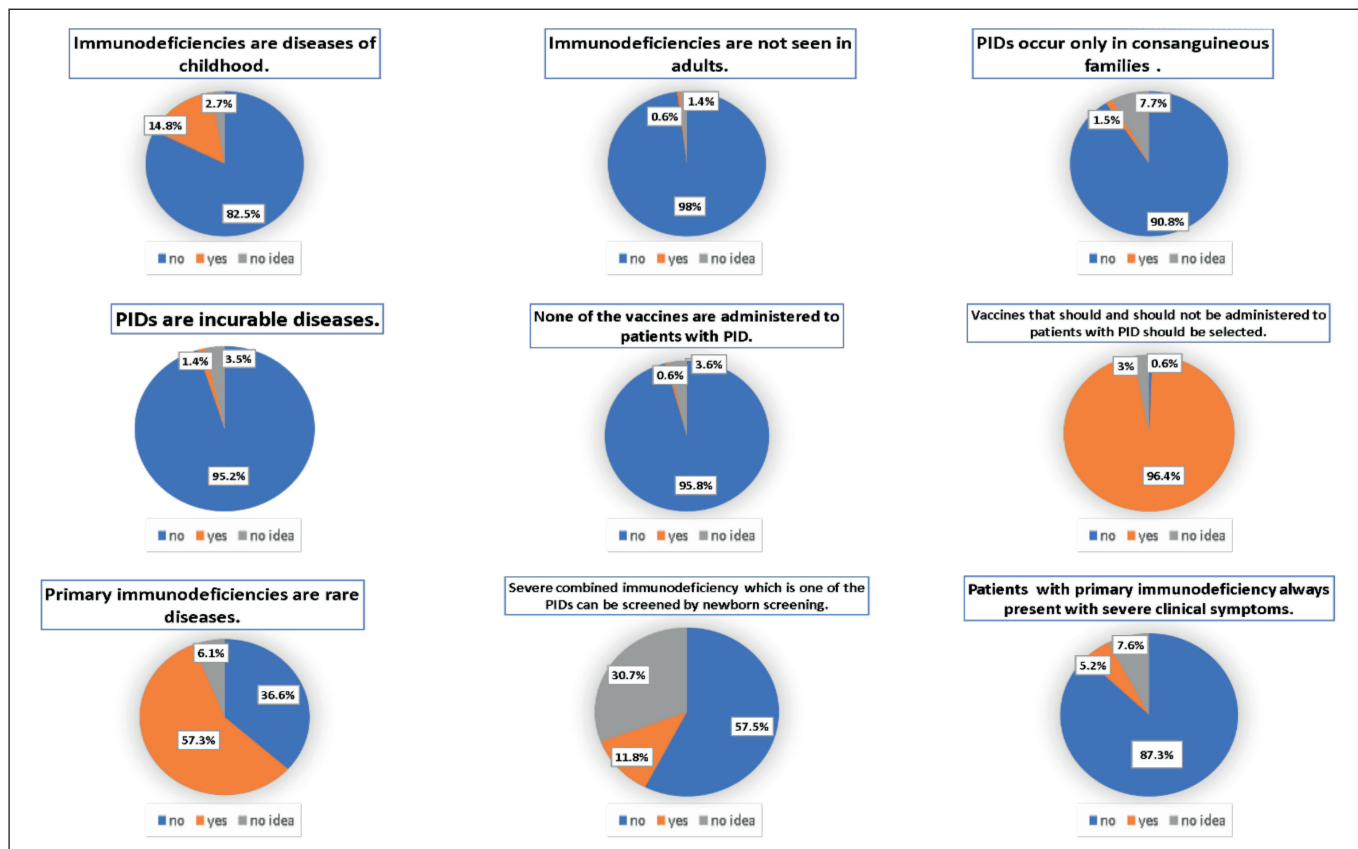 Immunodeficiencies are diseases of
childhood.
2.7%
14.8%
82.5%
no yes no idea
Immunodeficiencies are not seen in
adults.
1.4%
0.6%
98%
no yes no idea
PIDs occur only in consanguineous
families .
7.7%
1.5%
90.8%
no yes no idea
PIDs are incurable diseases.
1.4%
3.5%
95.2%
no yes no idea
None of the vaccines are administered to
patients with PID.
3.6%
0.6%
95.8%
no yes no idea
Vaccines that should and should not be administered to
patients with PID should be selected.
3%
0.6%
96.4%
no yes no idea
Primary immunodeficiencies are rare
diseases.
6.1%
36.6%
57.3%
no yes no idea
Severe combined immunodeficiency which is one of the
PIDs can be screened by newborn screening.
30.7%
57.5%
11.8%
no yes no idea
Patients with primary immunodeficiency always
present with severe clinical symptoms.
7.6%
5.2%
87.3%
no yes no idea